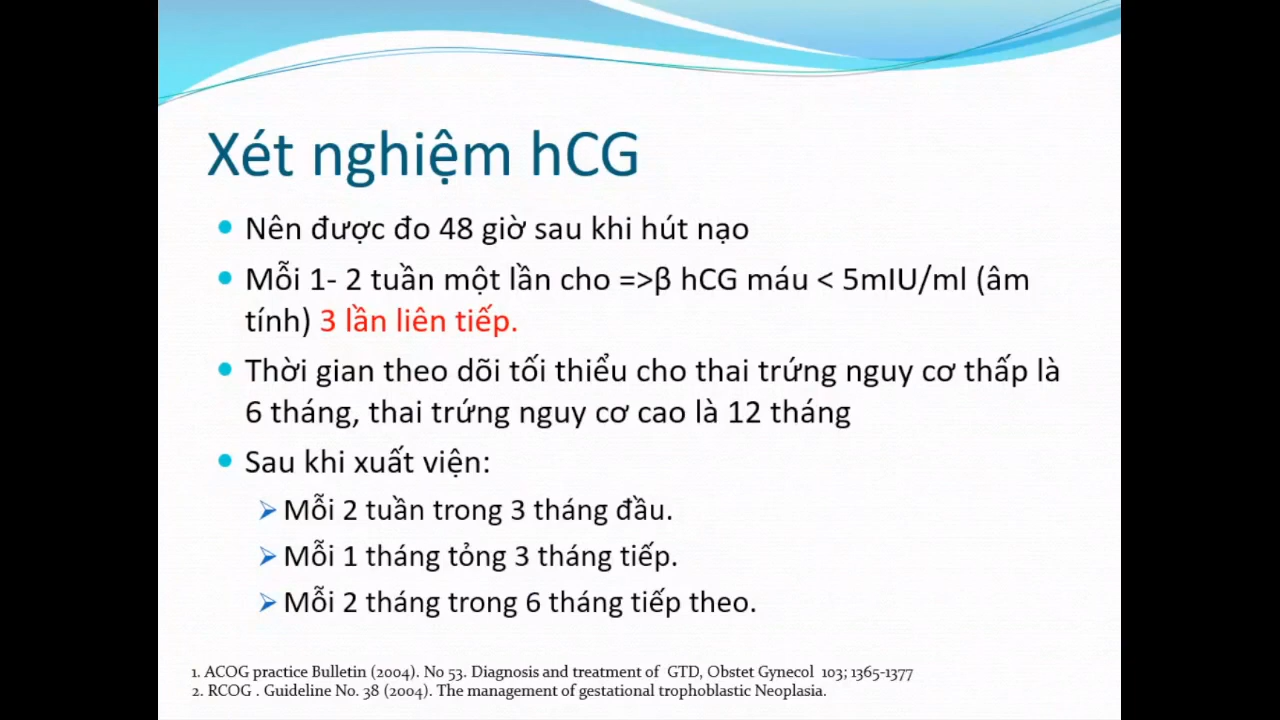 Xét nghiệm hCG
Nên được đo 48 giờ sau khi hút nạo
Mỗi 1- 2 tuần một lần cho =>β hCG máu < 5mIU/ml (âm
tính) 3 lần liên tiếp.
Thời gian theo dõi tối thiểu cho thai trứng nguy cơ thấp là
6 tháng, thai trứng nguy cơ cao là 12 tháng
Sau khi xuất viện:
Mỗi 2 tuần trong 3 tháng đầu.
Mỗi 1 tháng tỏng 3 tháng tiếp.
Mỗi 2 tháng trong 6 tháng tiếp theo.
1. ACOG practice Bulletin (2004). No 53. Diagnosis and treatment of GTD, Obstet Gynecol 103; 1365-1377
2. RCOG . Guideline No. 38 (2004). The management of gestational trophoblastic Neoplasia.